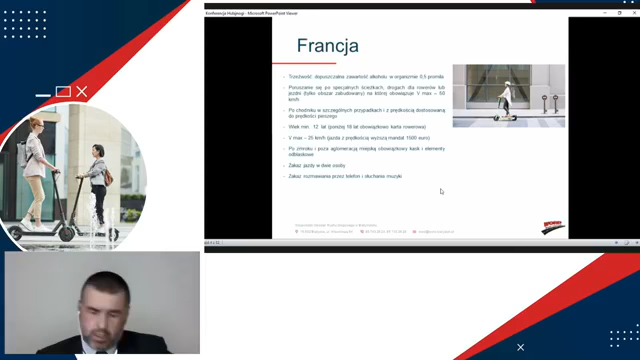 Konferencja Hulajnogi - Microsoft PowerPoint Viewer
Francja
- Trzeźwość dopuszczalna zawartość alkoholu w organizmie 0,5 promila
- Poruszanie się po specjalnych ścieżkach, drogach dla rowerów lub
jezdni (tylko obszar zabudowany) na której obowiązuje V max = 50
km/h
- Po chodniku w szczególnych przypadkach i z prędkością dostosowaną
do prędkości pieszego
- Wiek min. 12 lat (poniżej 18 lat obowiązkowo karta rowerowa)
- V max – 25 km/h (jazda z prędkością wyższą mandat 1500 euro)
- Po zmroku i poza aglomeracją miejską obowiązkowy kask i elementy
odblaskowe
- Zakaz jazdy w dwie osoby
- Zakaz rozmawiania przez telefon i słuchania muzyki